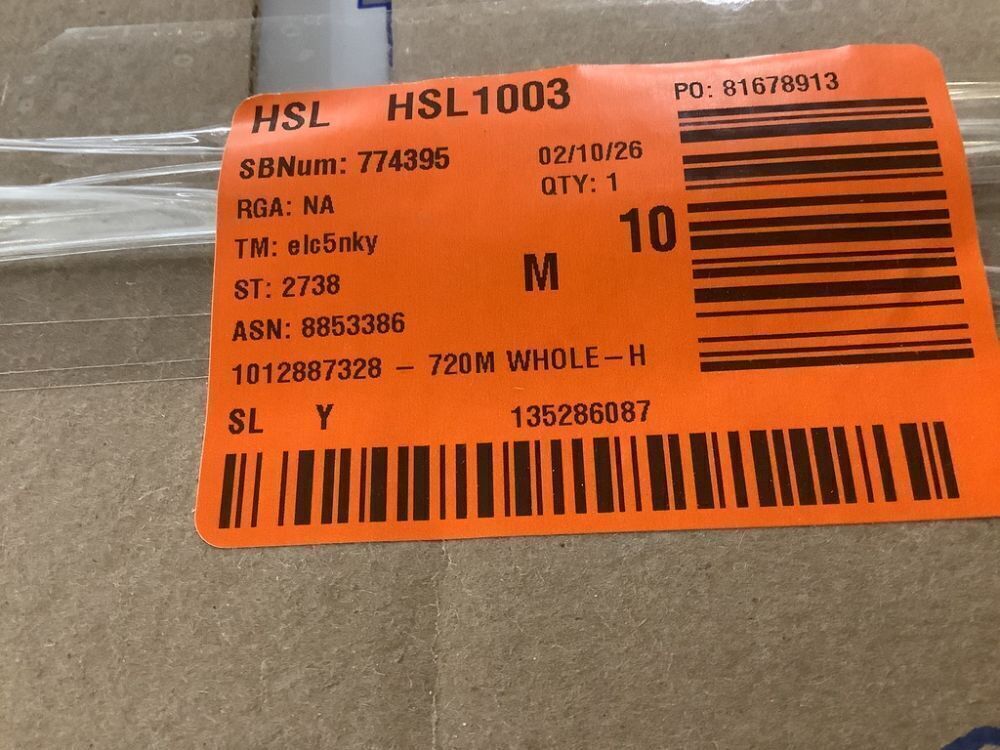 HSL HSL1003 PO: 81678913
SBNum: 774395 02/10/26
RGA: NA QTY: 1
TM: elc5nky M 10
ST: 2738
ASN: 8853386
1012887328 – 720M WHOLE–H
SL Y 135286087